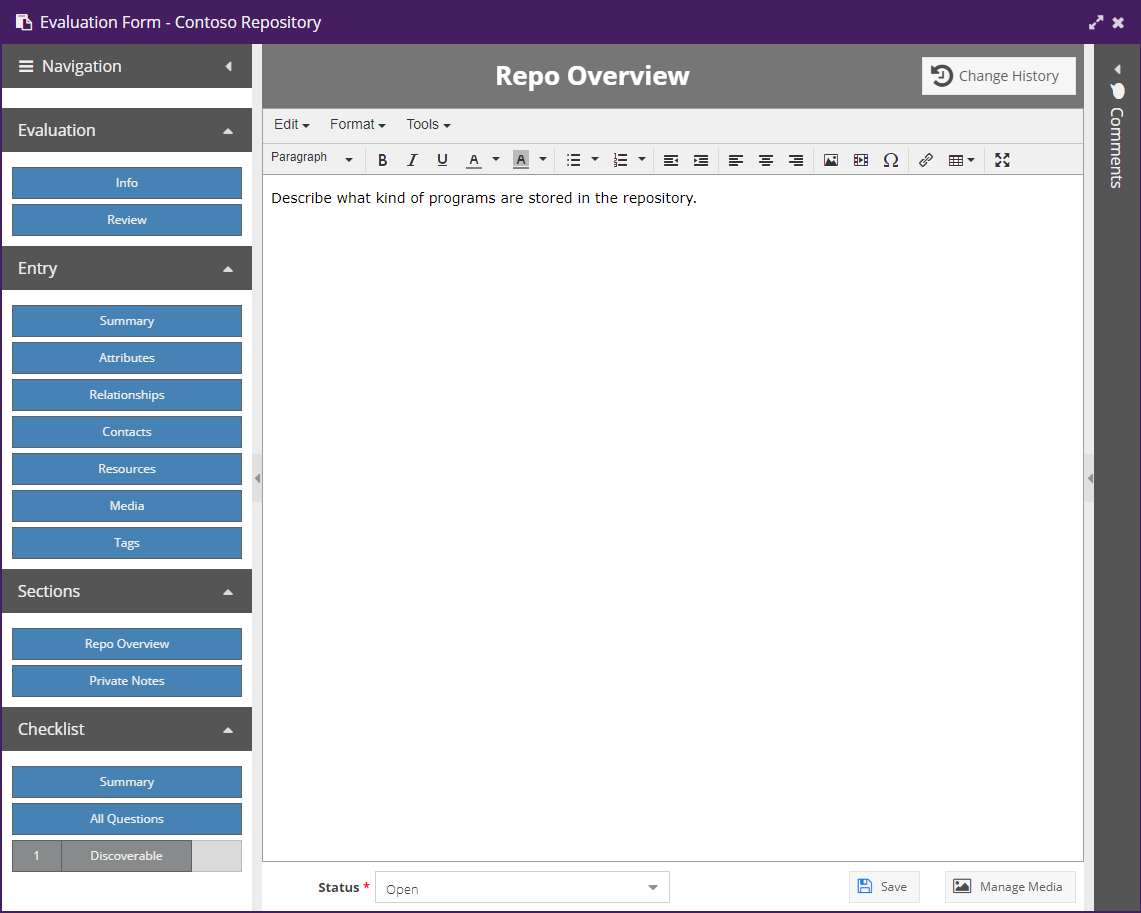 Evaluation Form - Contoso Repository
Navigation
Evaluation
Info
Review
Entry
Summary
Attributes
Relationships
Contacts
Resources
Media
Tags
Sections
Repo Overview
Private Notes
Checklist
Summary
All Questions
1 Discoverable
Repo Overview
Change History
Edit Format Tools
Paragraph B I U A A Ω
Describe what kind of programs are stored in the repository.
Status * Open
Save Manage Media
Comments